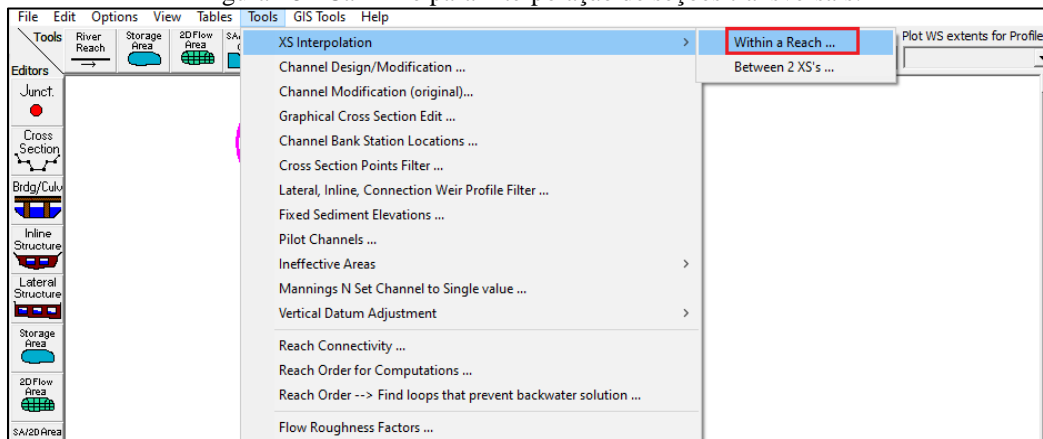 File Edit Options View Tables Tools GIS Tools Help
Tools
Editors
River
Reach
Storage
Area
2D Flow
Area
Plot WS extents for Profile
XS Interpolation
Within a Reach ...
Between 2 XS's ...
Channel Design/Modification ...
Channel Modification (original)...
Graphical Cross Section Edit ...
Channel Bank Station Locations ...
Cross Section Points Filter ...
Lateral, Inline, Connection Weir Profile Filter ...
Fixed Sediment Elevations ...
Pilot Channels ...
Ineffective Areas
Mannings N Set Channel to Single value ...
Vertical Datum Adjustment
Reach Connectivity ...
Reach Order for Computations ...
Reach Order --> Find loops that prevent backwater solution ...
Flow Roughness Factors ...
Junct.
Cross
Section
Brdg/Culv
Inline
Structure
Lateral
Structure
Storage
Area
2D Flow
Area
SA/2D Area